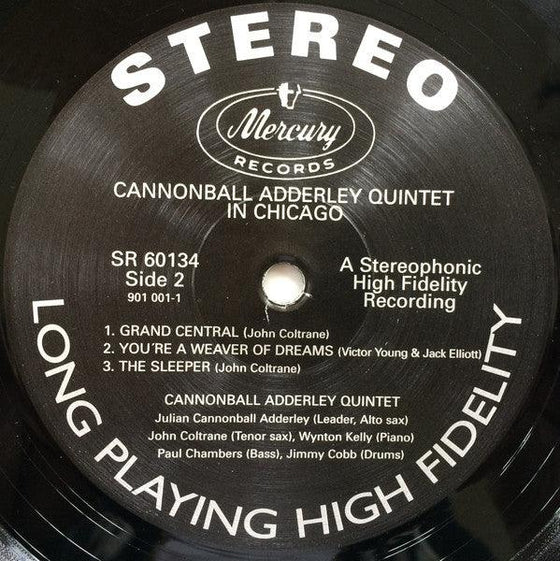 STEREO
Mercury
RECORDS
CANNONBALL ADDERLEY QUINTET
IN CHICAGO
SR 60134
Side 2
901 001-1
A Stereophonic
High Fidelity
Recording
1. GRAND CENTRAL (John Coltrane)
2. YOU'RE A WEAVER OF DREAMS (Victor Young & Jack Elliott)
3. THE SLEEPER (John Coltrane)
CANNONBALL ADDERLEY QUINTET
Julian Cannonball Adderley (Leader, Alto sax)
John Coltrane (Tenor sax), Wynton Kelly (Piano)
Paul Chambers (Bass), Jimmy Cobb (Drums)
LONG PLAYING HIGH FIDELITY